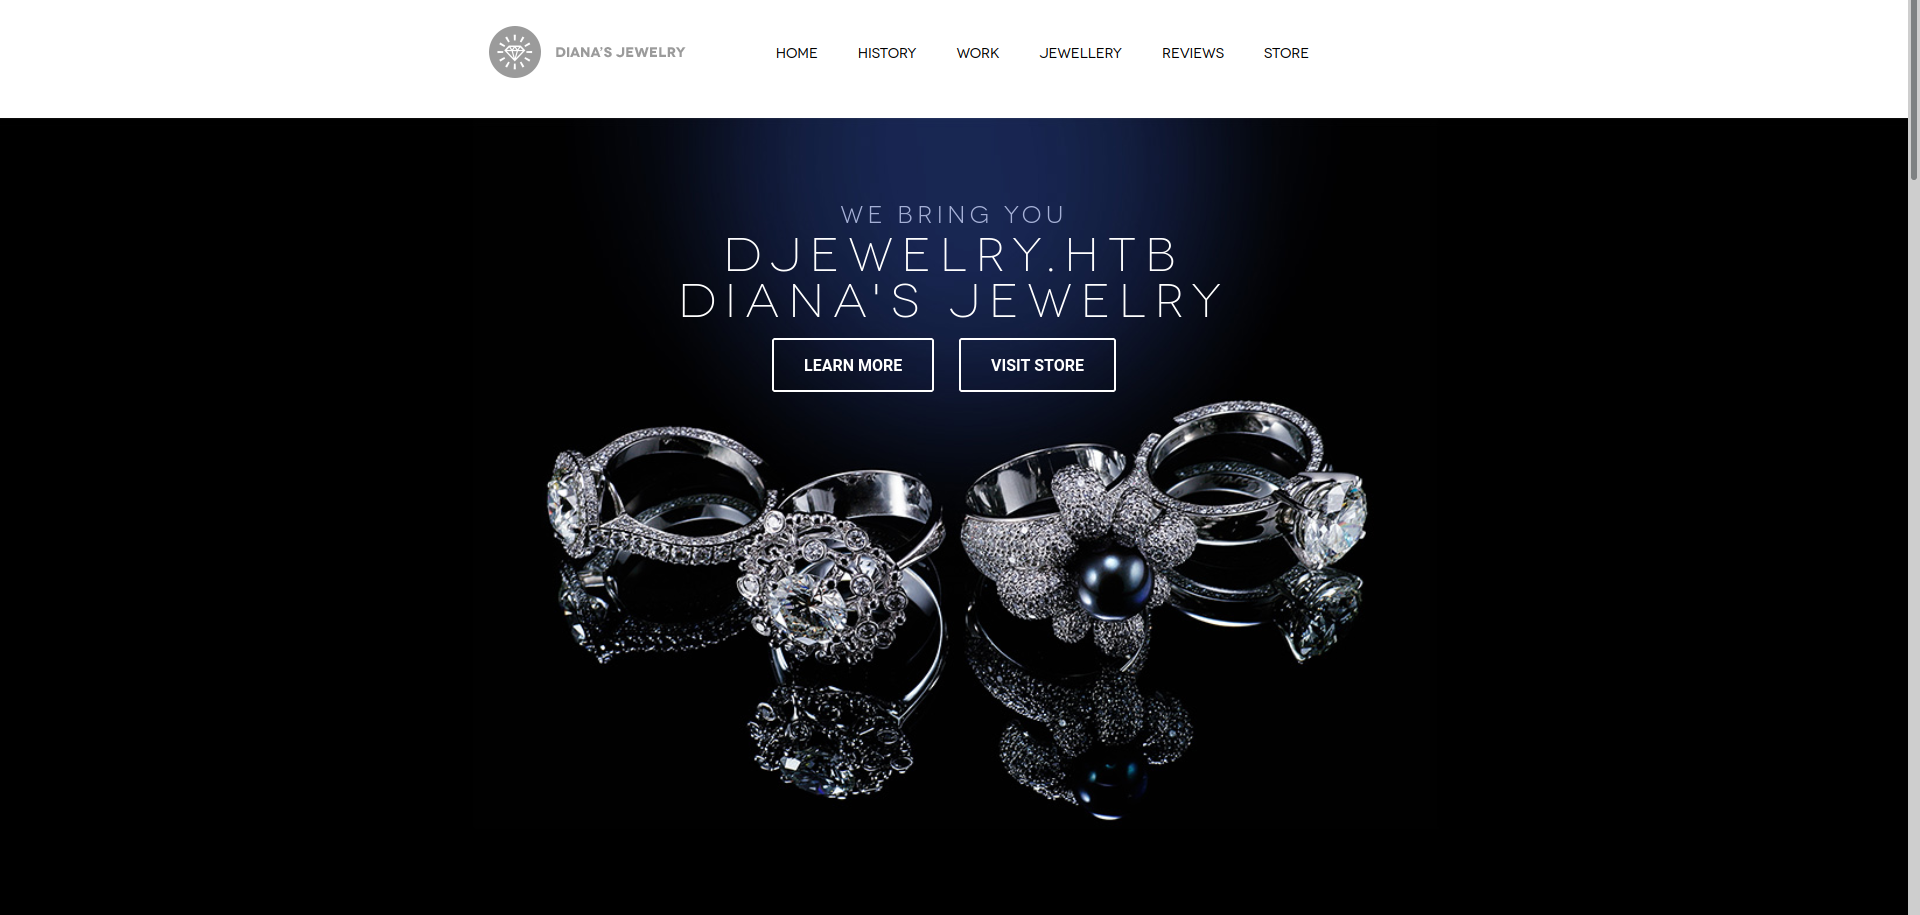 DIANA'S JEWELRY
HOME HISTORY WORK JEWELLERY REVIEWS STORE
WE BRING YOU
DJEWELRY.HTB
DIANA'S JEWELRY
LEARN MORE VISIT STORE